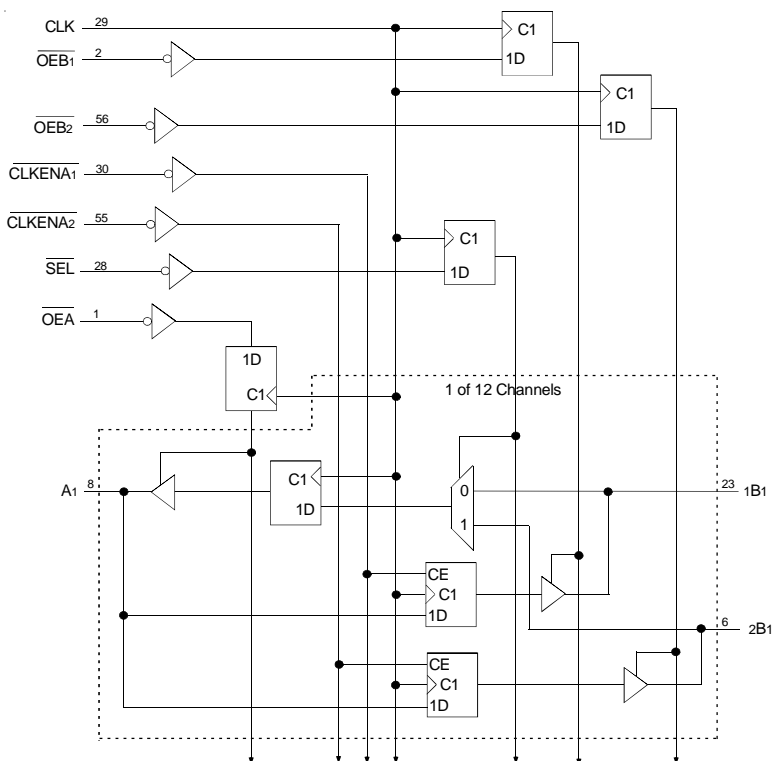 CLK 29
C1
OEB1 2
1D
C1
OEB2 56
1D
CLKENA1 30
CLKENA2 55
C1
SEL 28
1D
OEA 1
1D
C1
1 of 12 Channels
C1
A1 8
0
23 1B1
1D
1
CE
C1
1D
6 2B1
CE
C1
1D